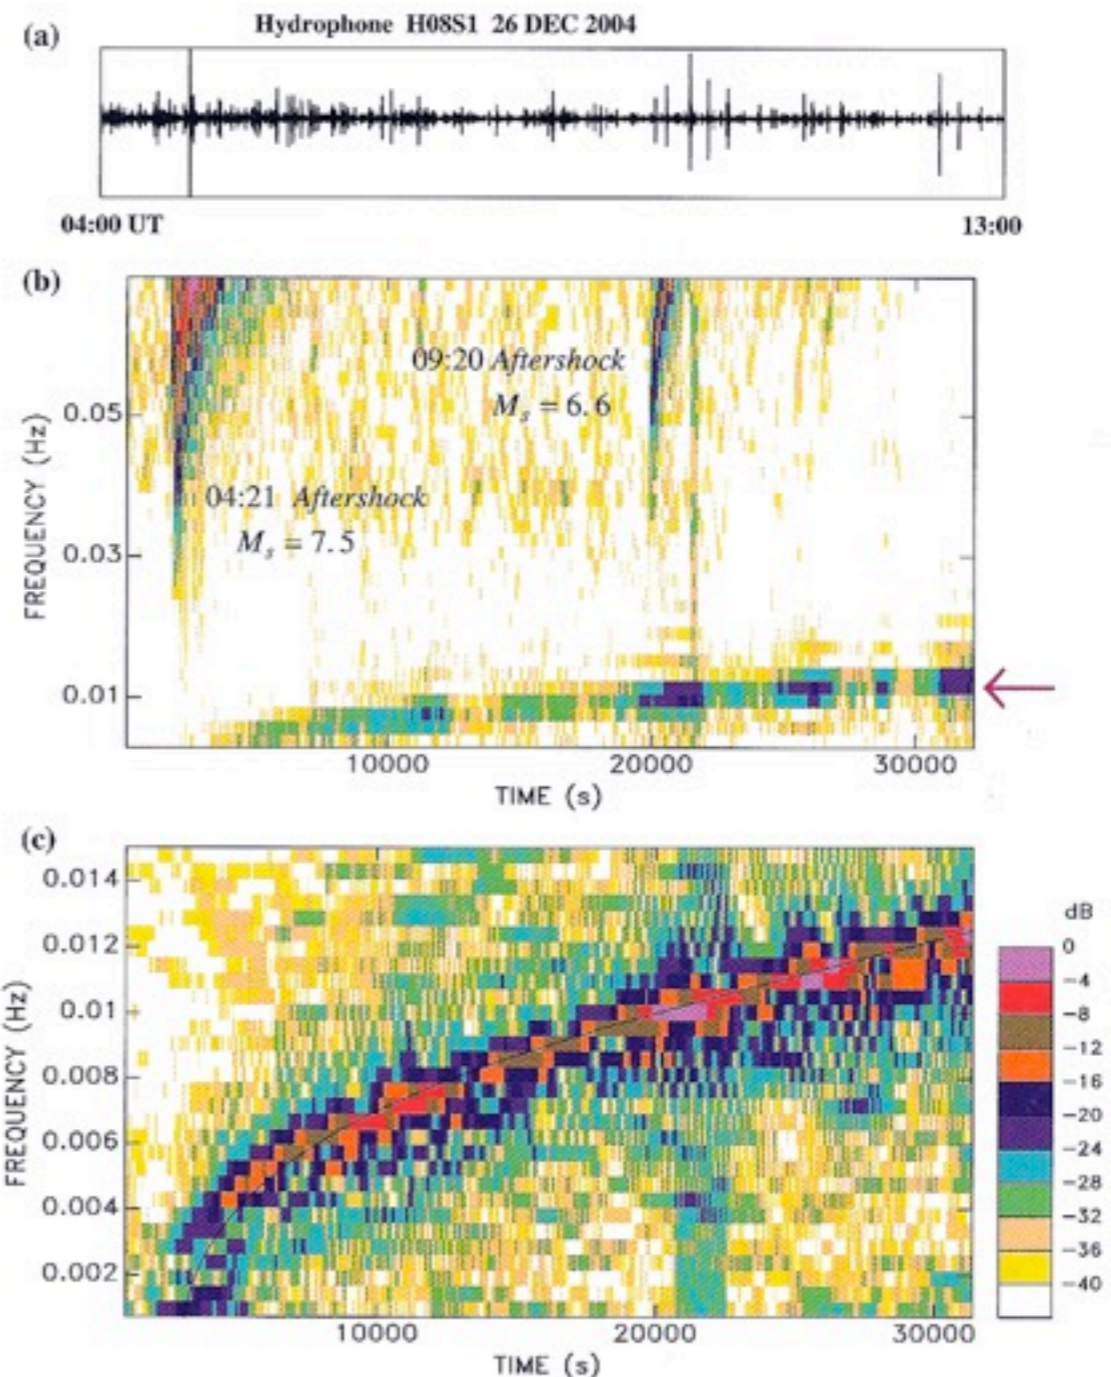 (a)
Hydrophone H08S1 26 DEC 2004
04:00 UT
13:00
(b)
FREQUENCY (Hz)
0.05
0.03
0.01
09:20 Aftershock
Ms = 6.6
04:21 Aftershock
Ms = 7.5
10000
20000
30000
TIME (s)
(c)
FREQUENCY (Hz)
0.014
0.012
0.01
0.008
0.006
0.004
0.002
10000
20000
30000
TIME (s)
dB
0
−4
−8
−12
−16
−20
−24
−28
−32
−36
−40